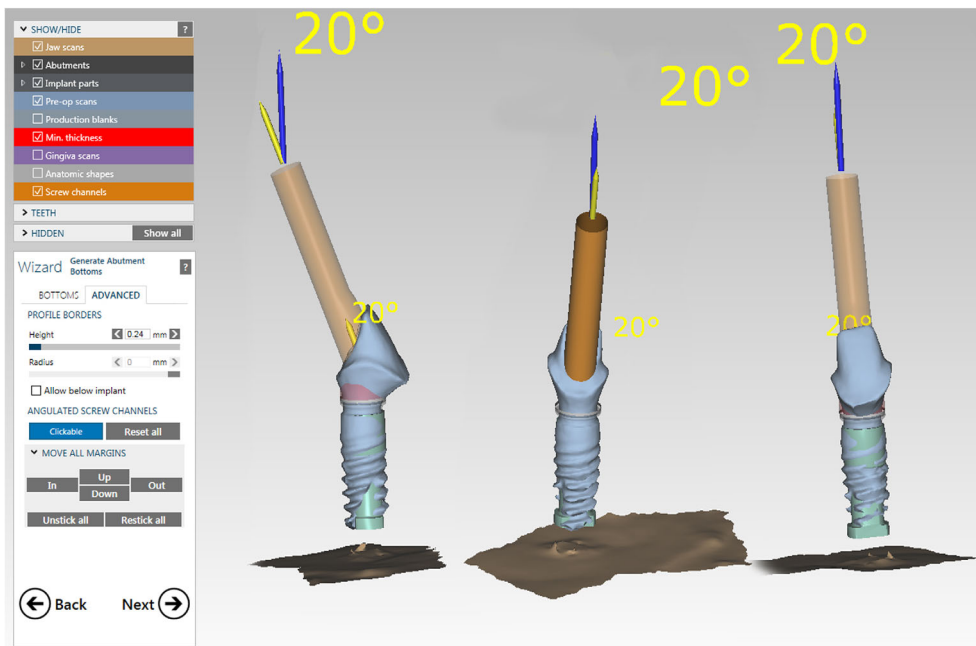 SHOW/HIDE ?
Jaw scans
Abutments
Implant parts
Pre-op scans
Production blanks
Min. thickness
Gingiva scans
Anatomic shapes
Screw channels
TEETH
HIDDEN Show all
Wizard Generate Abutment Bottoms ?
BOTTOMS ADVANCED
PROFILE BORDERS
Height 0.24 mm
Radius 0 mm
Allow below implant
ANGULATED SCREW CHANNELS
Clickable Reset all
MOVE ALL MARGINS
In Up Down Out
Unstick all Restick all
Back Next
20°
20°
20°
20°
20°
20°